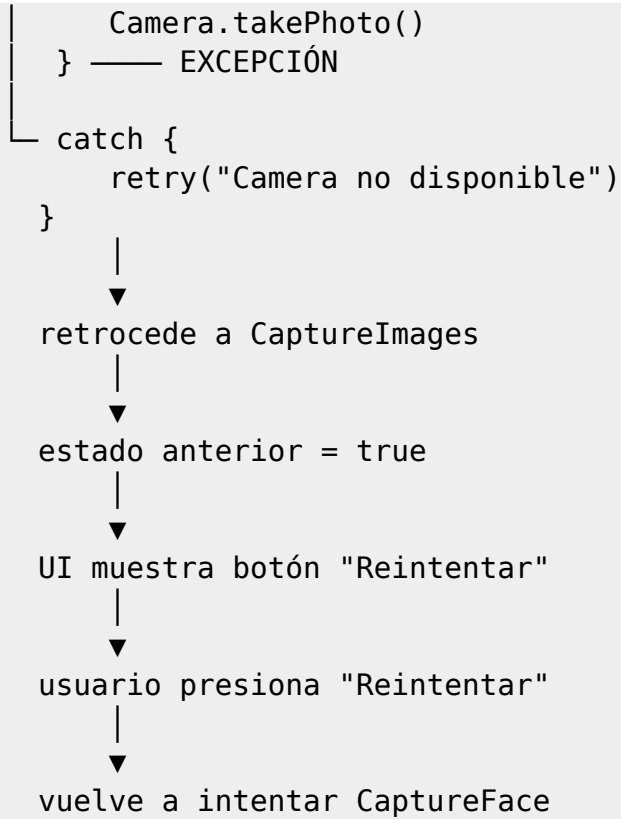 Camera.takePhoto()
} ──── EXCEPCIÓN
catch {
retry("Camera no disponible")
}
retrocede a CaptureImages
estado anterior = true
UI muestra botón "Reintentar"
usuario presiona "Reintentar"
vuelve a intentar CaptureFace